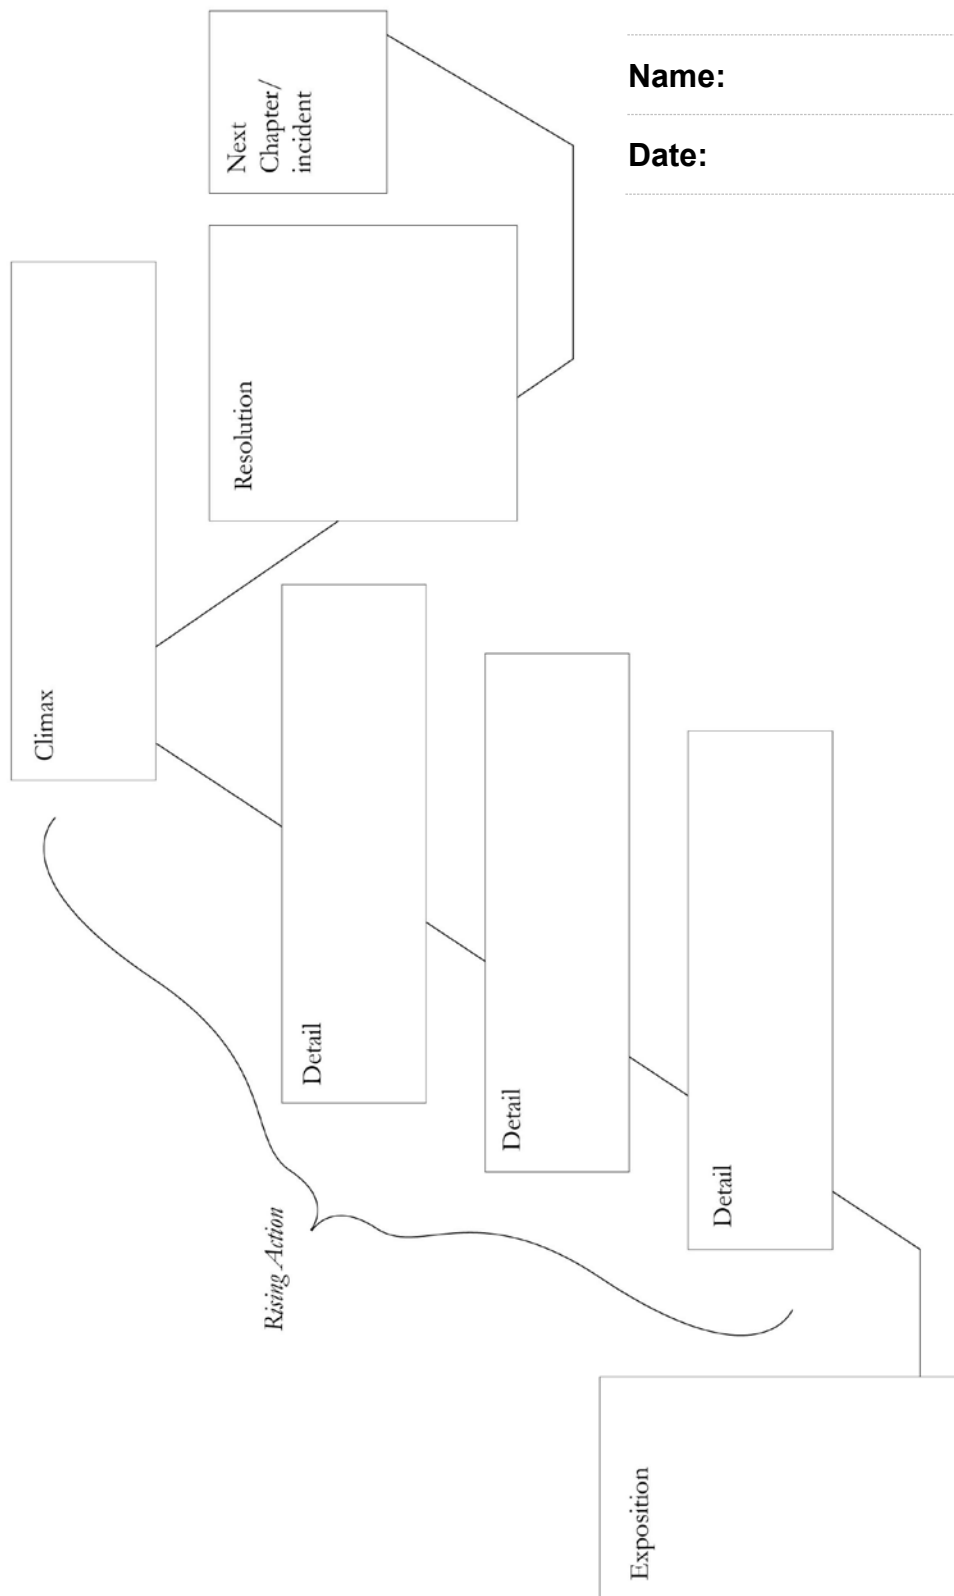 Name:
Date:
Exposition
Rising Action
Detail
Detail
Detail
Climax
Resolution
Next
Chapter/
incident